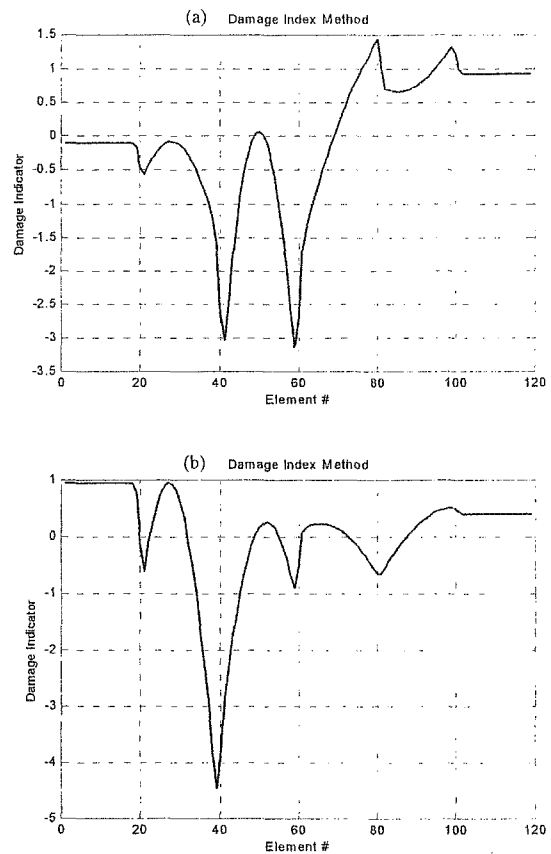 (a) Damage Index Method
1.5
1
0.5
0
-0.5
-1
-1.5
-2
-2.5
-3
-3.5
Damage Indicator
0 20 40 60 80 100 120
Element #
(b) Damage Index Method
1
0
-1
-2
-3
-4
-5
Damage Indicator
0 20 40 60 80 100 120
Element #